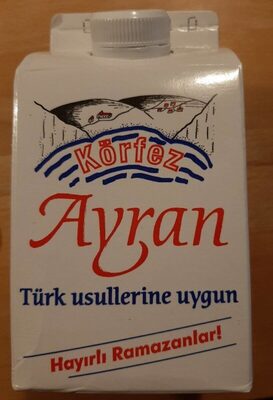 Körfez
Ayran
Türk usullerine uygun
Hayırlı Ramazanlar!